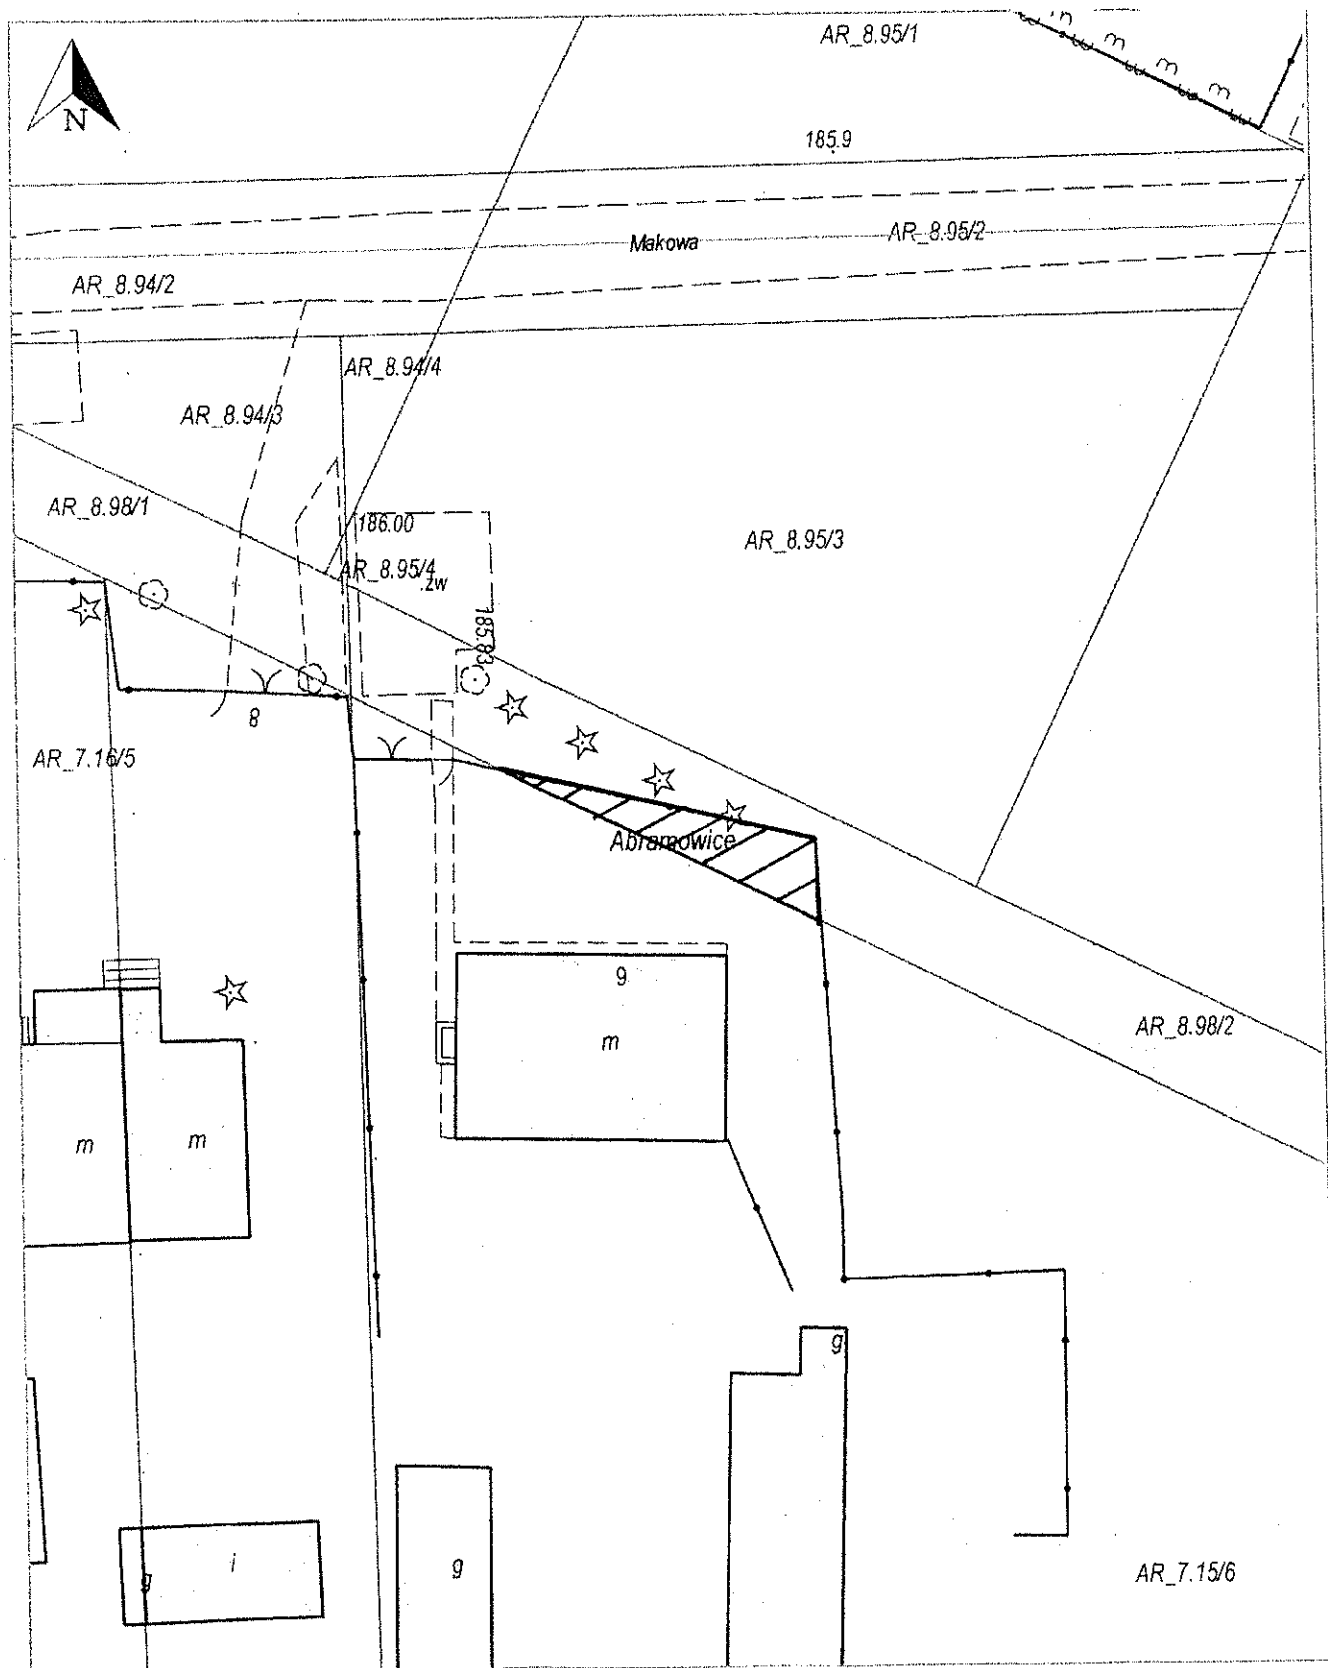 AR_8.95/1
N
185.9
Makowa
AR_8.95/2
AR_8.94/2
AR_8.94/4
AR_8.94/3
AR_8.98/1
186.00
AR_8.95/3
AR_8.95/4
zw
185.83
8
AR_7.16/5
Abramowice
9
m
AR_8.98/2
m
m
g
i
g
g
AR_7.15/6